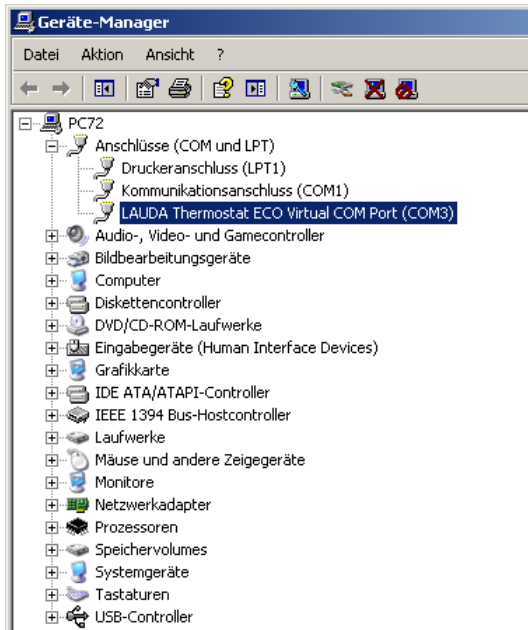 Geräte-Manager
Datei Aktion Ansicht ?
PC72
Anschlüsse (COM und LPT)
Druckeranschluss (LPT1)
Kommunikationsanschluss (COM1)
LAUDA Thermostat ECO Virtual COM Port (COM3)
Audio-, Video- und Gamecontroller
Bildbearbeitungsgeräte
Computer
Diskettencontroller
DVD/CD-ROM-Laufwerke
Eingabegeräte (Human Interface Devices)
Grafikkarte
IDE ATA/ATAPI-Controller
IEEE 1394 Bus-Hostcontroller
Laufwerke
Mäuse und andere Zeigegeräte
Monitore
Netzwerkadapter
Prozessoren
Speichervolumes
Systemgeräte
Tastaturen
USB-Controller